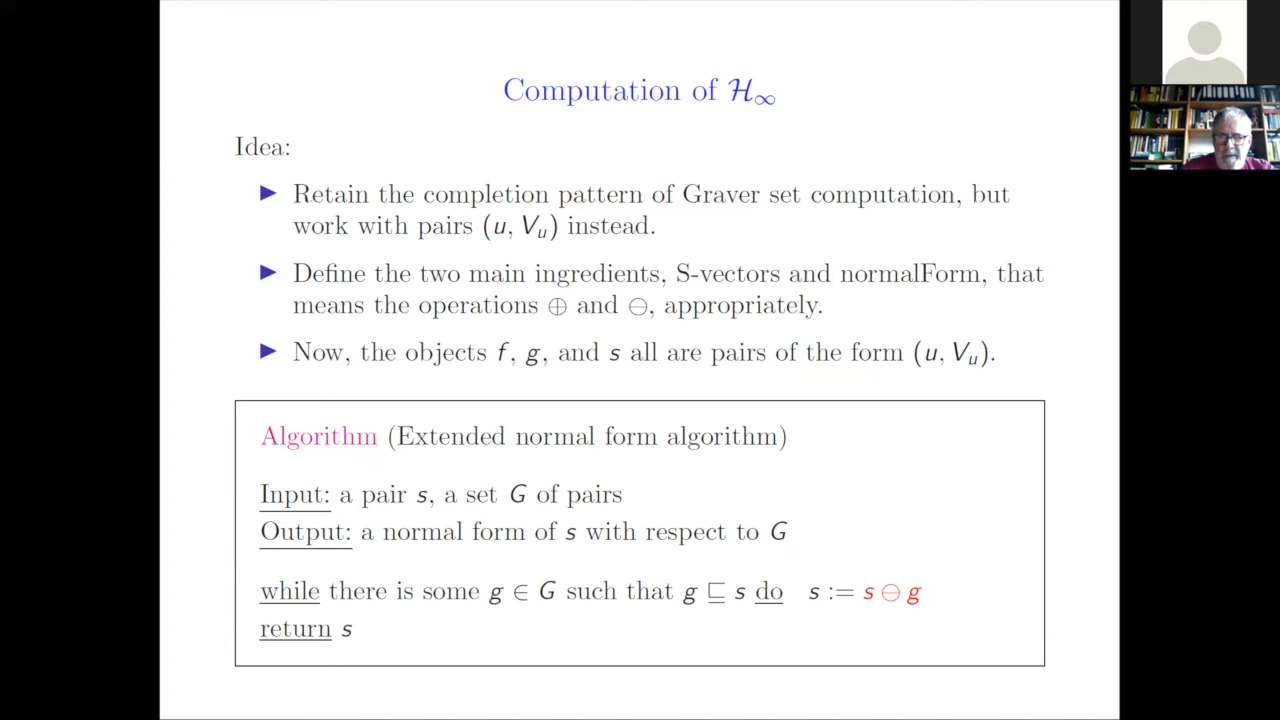 Computation of ℋ∞
Idea:
▶ Retain the completion pattern of Graver set computation, but
work with pairs (u, Vᵤ) instead.
▶ Define the two main ingredients, S-vectors and normalForm, that
means the operations ⊕ and ⊖, appropriately.
▶ Now, the objects f, g, and s all are pairs of the form (u, Vᵤ).
Algorithm (Extended normal form algorithm)
Input: a pair s, a set G of pairs
Output: a normal form of s with respect to G
while there is some g ∈ G such that g ⊑ s do s := s ⊖ g
return s